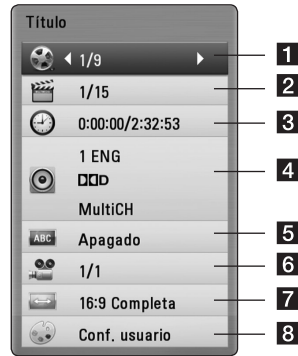 Título
1/9
1
1/15
2
0:00:00/2:32:53
3
1 ENG
DD D
MultiCH
4
ABC
Apagado
5
1/1
6
16:9 Completa
7
Conf. usuario
8